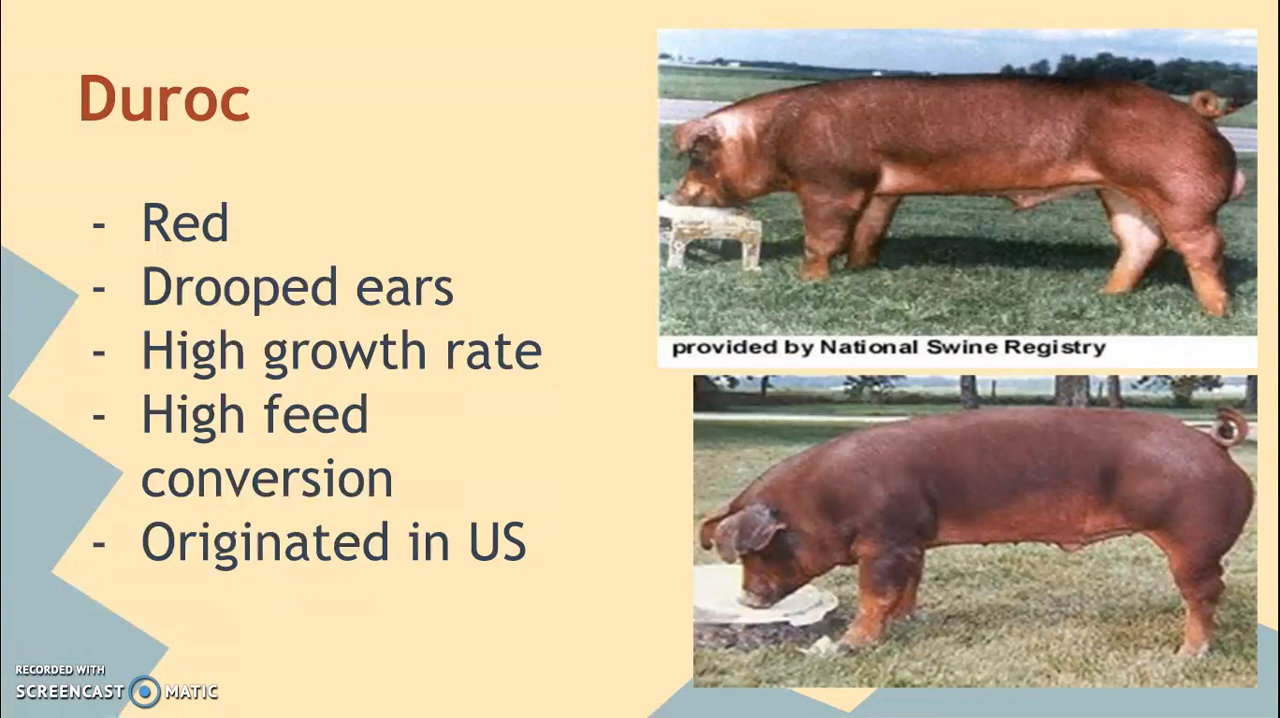 Duroc
- Red
- Drooped ears
- High growth rate
- High feed
conversion
- Originated in US
provided by National Swine Registry
RECORDED WITH
SCREENCAST MATIC